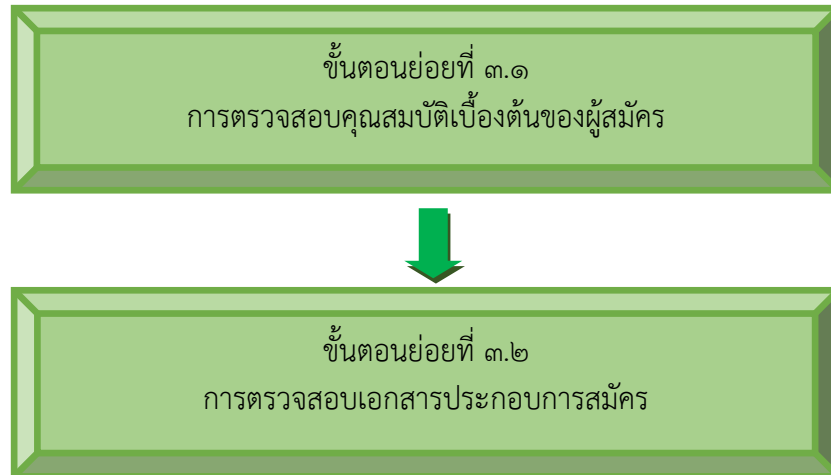 ขั้นตอนย่อยที่ ๓.๑
การตรวจสอบคุณสมบัติเบื้องต้นของผู้สมัคร
ขั้นตอนย่อยที่ ๓.๒
การตรวจสอบเอกสารประกอบการสมัคร